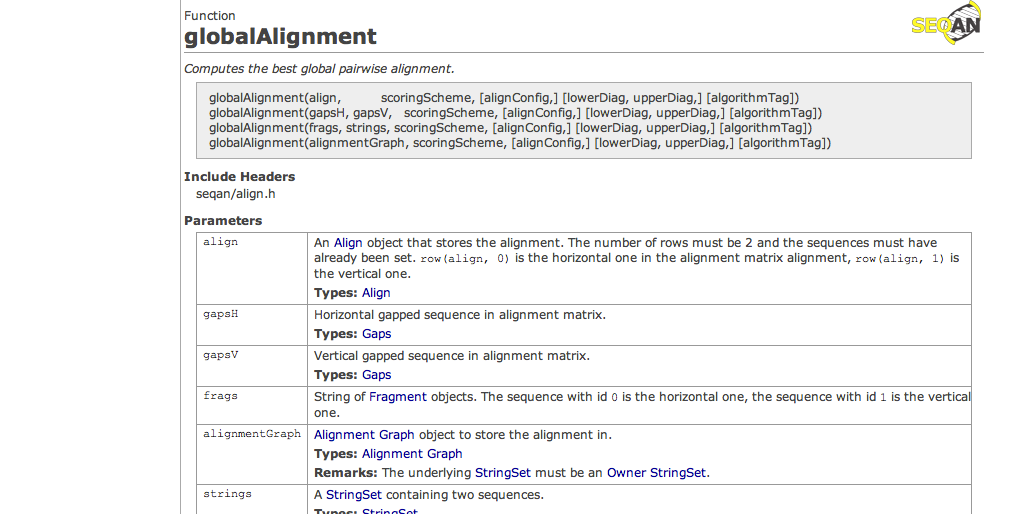 Function
globalAlignment
SEQAN
Computes the best global pairwise alignment.
globalAlignment(align, scoringScheme, [alignConfig,] [lowerDiag, upperDiag,] [algorithmTag])
globalAlignment(gapsH, gapsV, scoringScheme, [alignConfig,] [lowerDiag, upperDiag,] [algorithmTag])
globalAlignment(frags, strings, scoringScheme, [alignConfig,] [lowerDiag, upperDiag,] [algorithmTag])
globalAlignment(alignmentGraph, scoringScheme, [alignConfig,] [lowerDiag, upperDiag,] [algorithmTag])
Include Headers
seqan/align.h
Parameters
align
An Align object that stores the alignment. The number of rows must be 2 and the sequences must have
already been set. row(align, 0) is the horizontal one in the alignment matrix alignment, row(align, 1) is
the vertical one.
Types: Align
gapsH
Horizontal gapped sequence in alignment matrix.
Types: Gaps
gapsV
Vertical gapped sequence in alignment matrix.
Types: Gaps
frags
String of Fragment objects. The sequence with id 0 is the horizontal one, the sequence with id 1 is the vertical
one.
alignmentGraph
Alignment Graph object to store the alignment in.
Types: Alignment Graph
Remarks: The underlying StringSet must be an Owner StringSet.
strings
A StringSet containing two sequences.
Types: StringSet